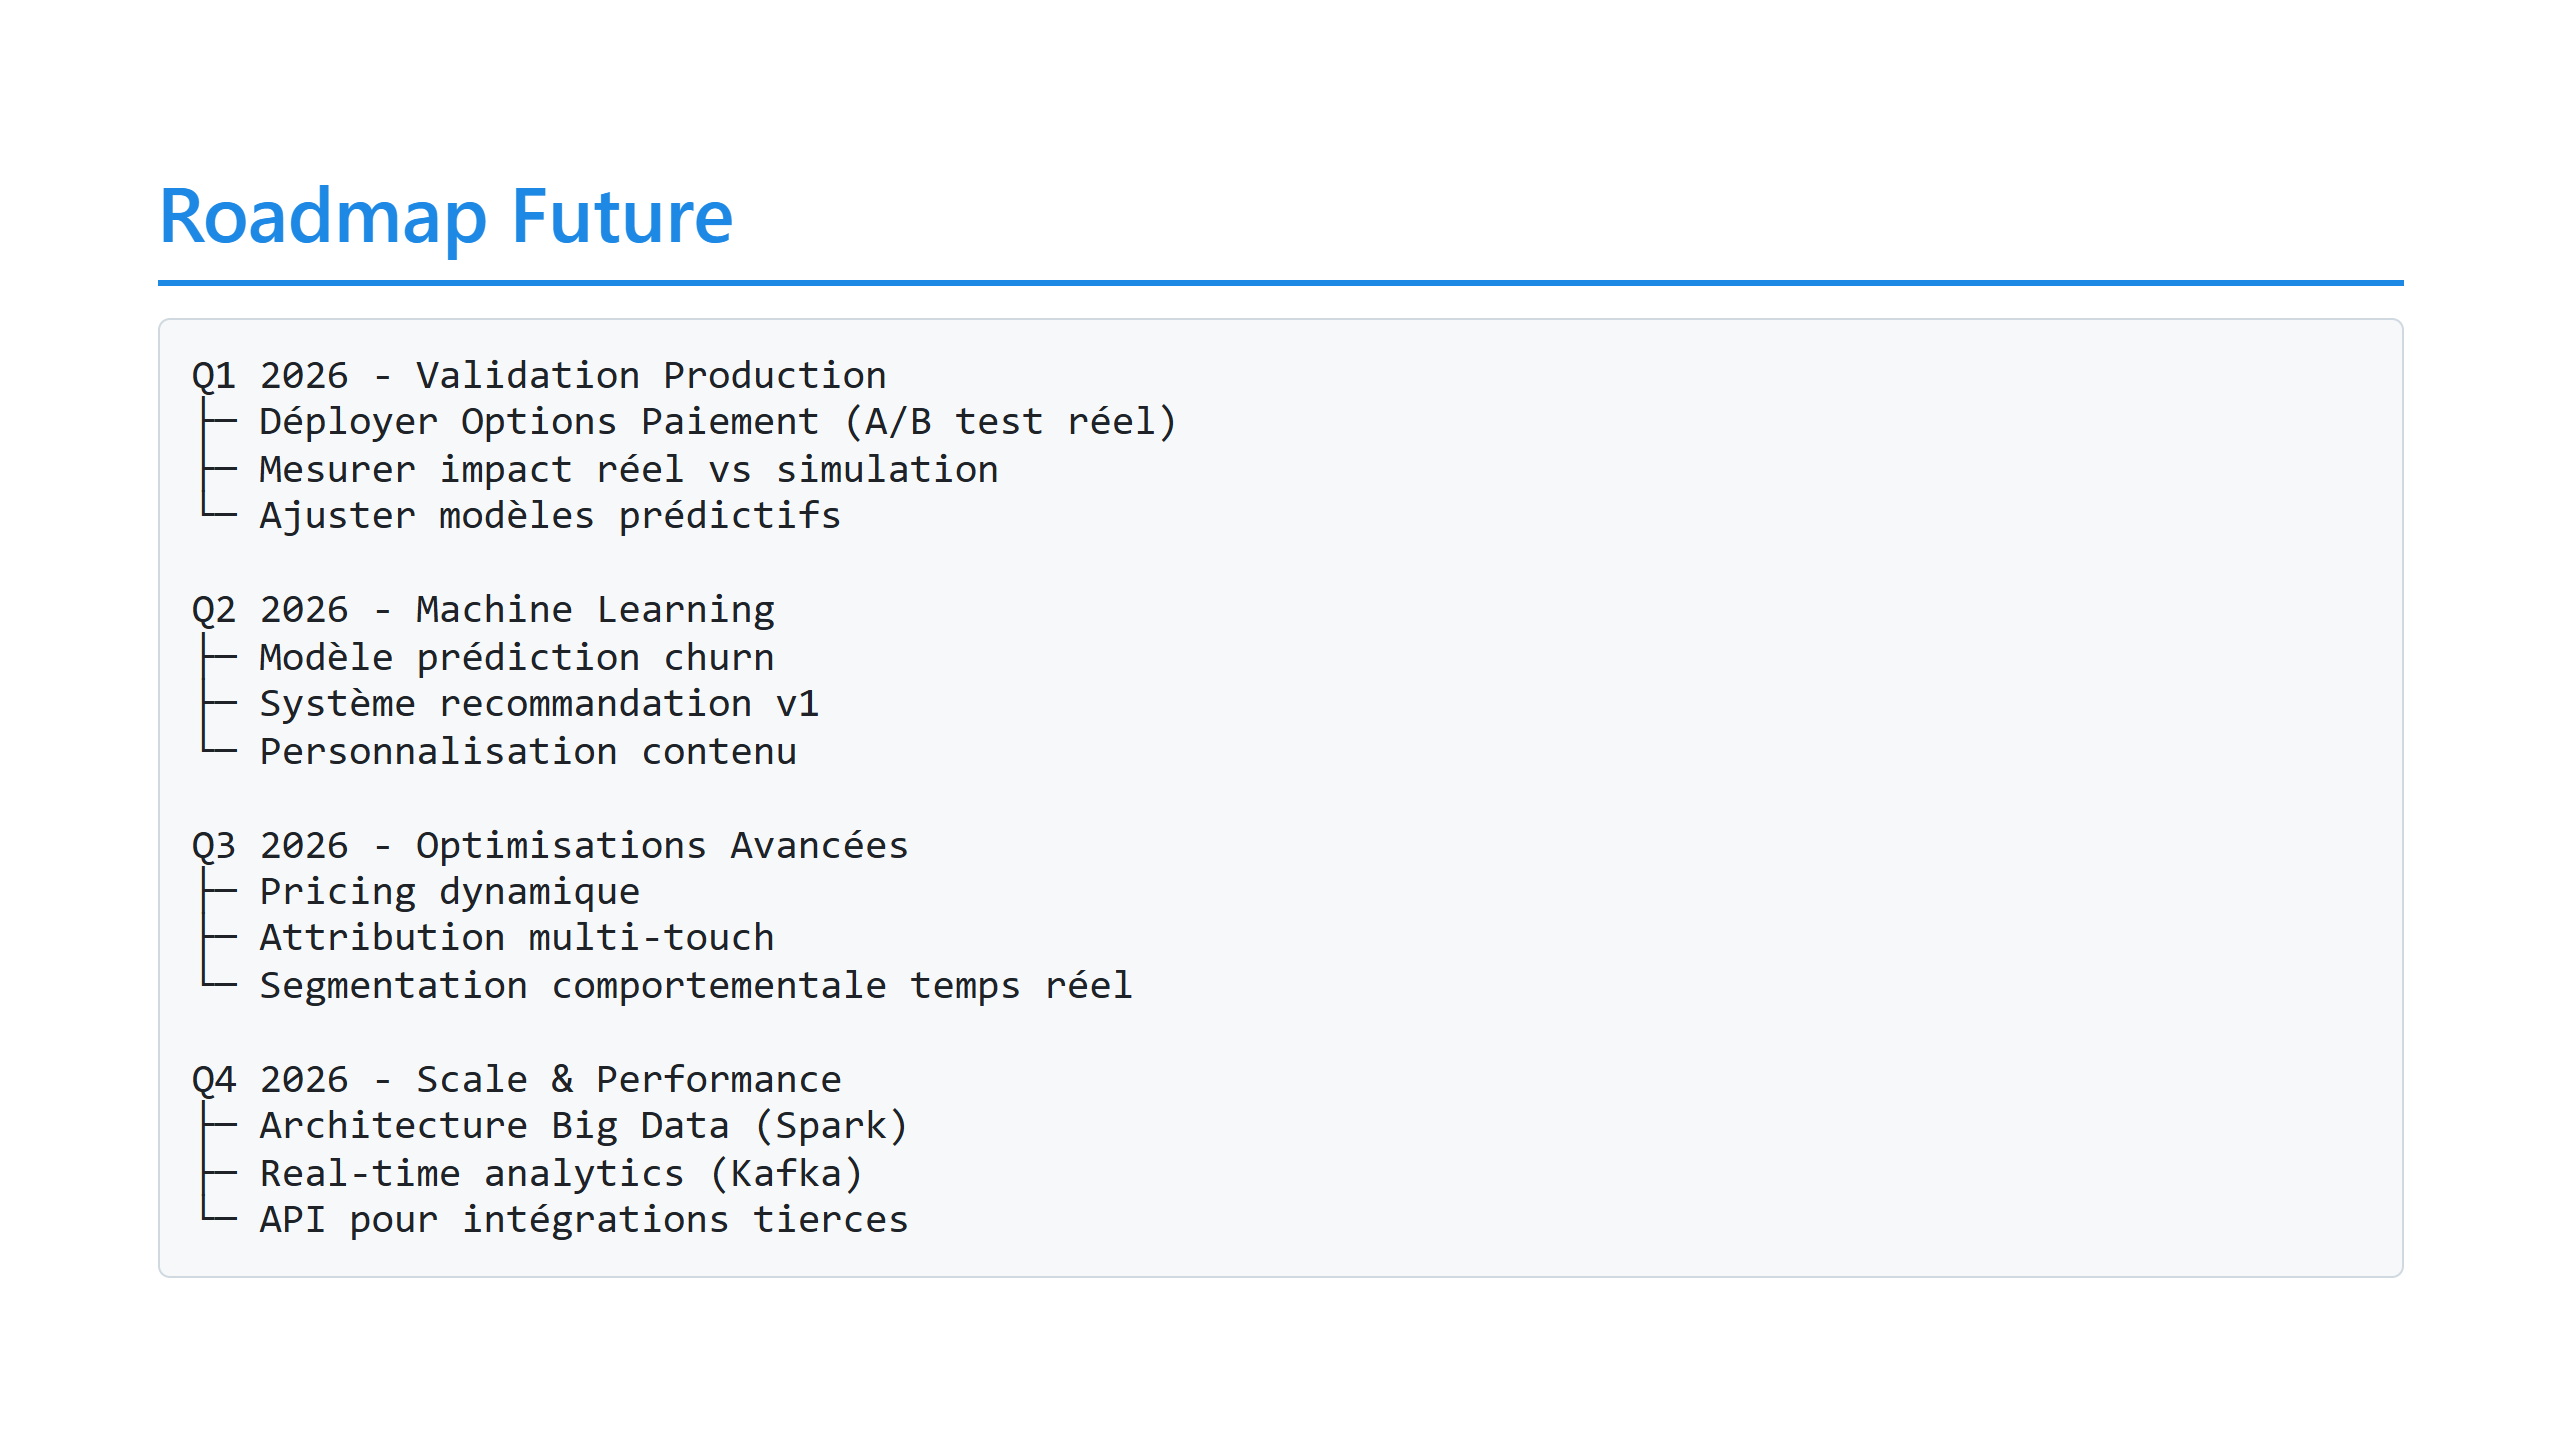 Roadmap Future
Q1 2026 - Validation Production
├─ Déployer Options Paiement (A/B test réel)
├─ Mesurer impact réel vs simulation
└─ Ajuster modèles prédictifs
Q2 2026 - Machine Learning
├─ Modèle prédiction churn
├─ Système recommandation v1
└─ Personnalisation contenu
Q3 2026 - Optimisations Avancées
├─ Pricing dynamique
├─ Attribution multi-touch
└─ Segmentation comportementale temps réel
Q4 2026 - Scale & Performance
├─ Architecture Big Data (Spark)
├─ Real-time analytics (Kafka)
└─ API pour intégrations tierces